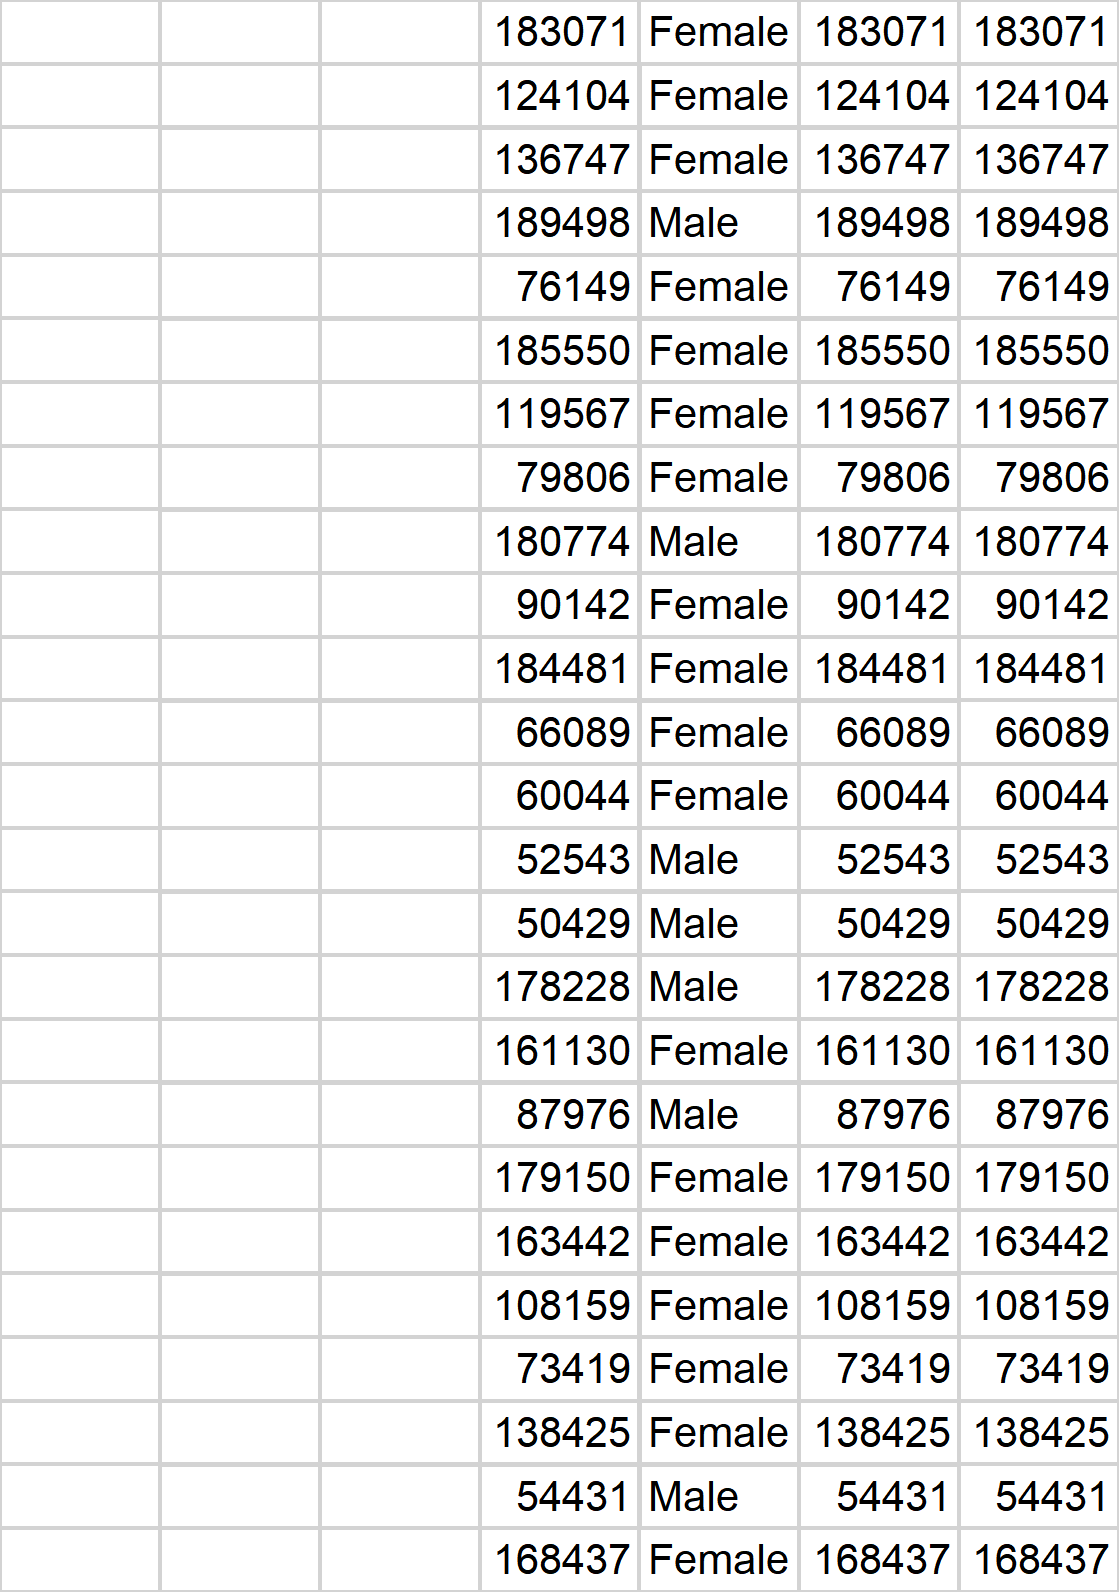 183071 Female 183071 183071
124104 Female 124104 124104
136747 Female 136747 136747
189498 Male 189498 189498
76149 Female 76149 76149
185550 Female 185550 185550
119567 Female 119567 119567
79806 Female 79806 79806
180774 Male 180774 180774
90142 Female 90142 90142
184481 Female 184481 184481
66089 Female 66089 66089
60044 Female 60044 60044
52543 Male 52543 52543
50429 Male 50429 50429
178228 Male 178228 178228
161130 Female 161130 161130
87976 Male 87976 87976
179150 Female 179150 179150
163442 Female 163442 163442
108159 Female 108159 108159
73419 Female 73419 73419
138425 Female 138425 138425
54431 Male 54431 54431
168437 Female 168437 168437